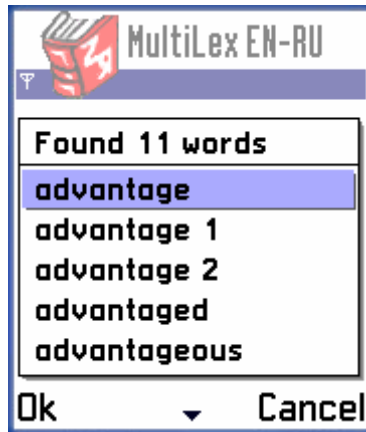 MultiLex EN-RU
Found 11 words
advantage
advantage 1
advantage 2
advantaged
advantageous
Ok Cancel